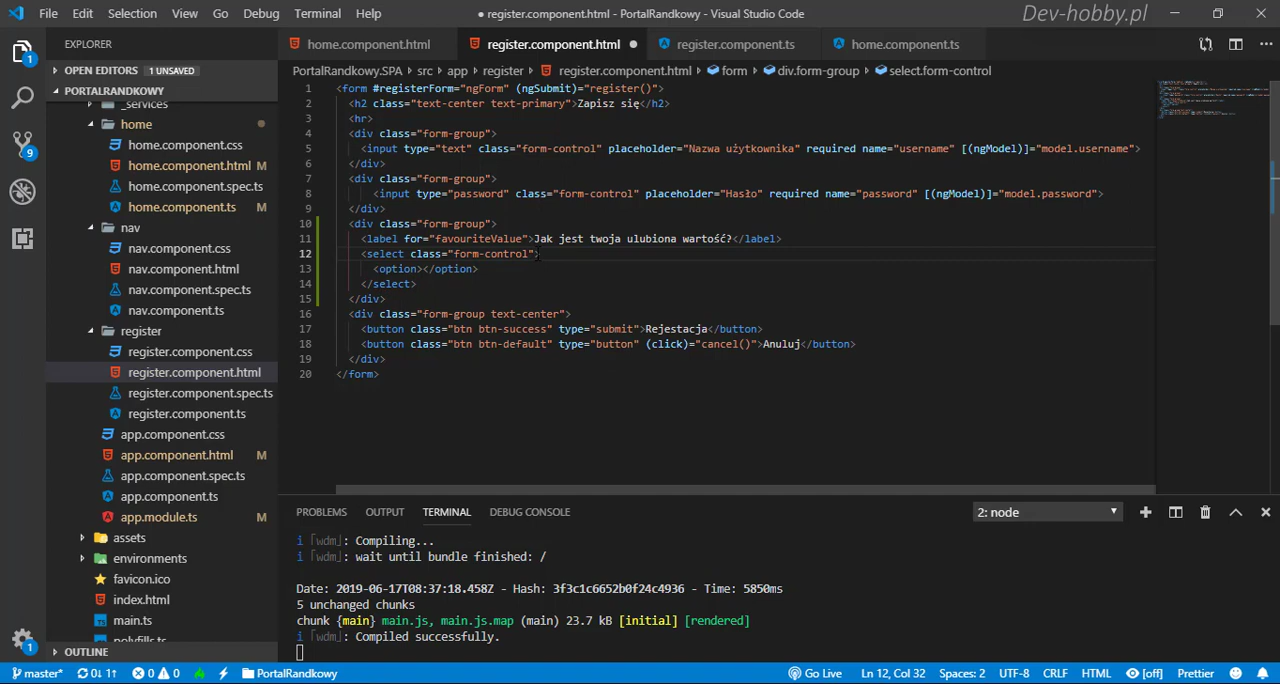 File Edit Selection View Go Debug Terminal Help
● register.component.html - PortalRandkowy - Visual Studio Code
Dev-hobby.pl
EXPLORER
OPEN EDITORS 1 UNSAVED
PORTALRANDKOWY
_services
home
home.component.css
home.component.html M
home.component.spec.ts
home.component.ts M
nav
nav.component.css
nav.component.html
nav.component.spec.ts
nav.component.ts
register
register.component.css
register.component.html
register.component.spec.ts
register.component.ts
app.component.css
app.component.html M
app.component.spec.ts
app.component.ts
app.module.ts M
assets
environments
favicon.ico
index.html
main.ts
polyfills.ts
OUTLINE
1
9
1
home.component.html register.component.html ● register.component.ts home.component.ts
PortalRandkowy.SPA › src › app › register › register.component.html › form › div.form-group › select.form-control
1 <form #registerForm="ngForm" (ngSubmit)="register()">
2 <h2 class="text-center text-primary">Zapisz się</h2>
3 <hr>
4 <div class="form-group">
5 <input type="text" class="form-control" placeholder="Nazwa użytkownika" required name="username" [(ngModel)]="model.username">
6 </div>
7 <div class="form-group">
8 <input type="password" class="form-control" placeholder="Hasło" required name="password" [(ngModel)]="model.password">
9 </div>
10 <div class="form-group">
11 <label for="favouriteValue">Jak jest twoja ulubiona wartość?</label>
12 <select class="form-control">
13 <option></option>
14 </select>
15 </div>
16 <div class="form-group text-center">
17 <button class="btn btn-success" type="submit">Rejestacja</button>
18 <button class="btn btn-default" type="button" (click)="cancel()">Anuluj</button>
19 </div>
20 </form>
PROBLEMS OUTPUT TERMINAL DEBUG CONSOLE 2: node
i ｢wdm｣: Compiling...
i ｢wdm｣: wait until bundle finished: /
Date: 2019-06-17T08:37:18.458Z - Hash: 3f3c1c6652b0f24c4936 - Time: 5850ms
5 unchanged chunks
chunk {main} main.js, main.js.map (main) 23.7 kB [initial] [rendered]
i ｢wdm｣: Compiled successfully.
master* 0↓ 1↑ 0 0 PortalRandkowy Go Live Ln 12, Col 32 Spaces: 2 UTF-8 CRLF HTML [off] Prettier